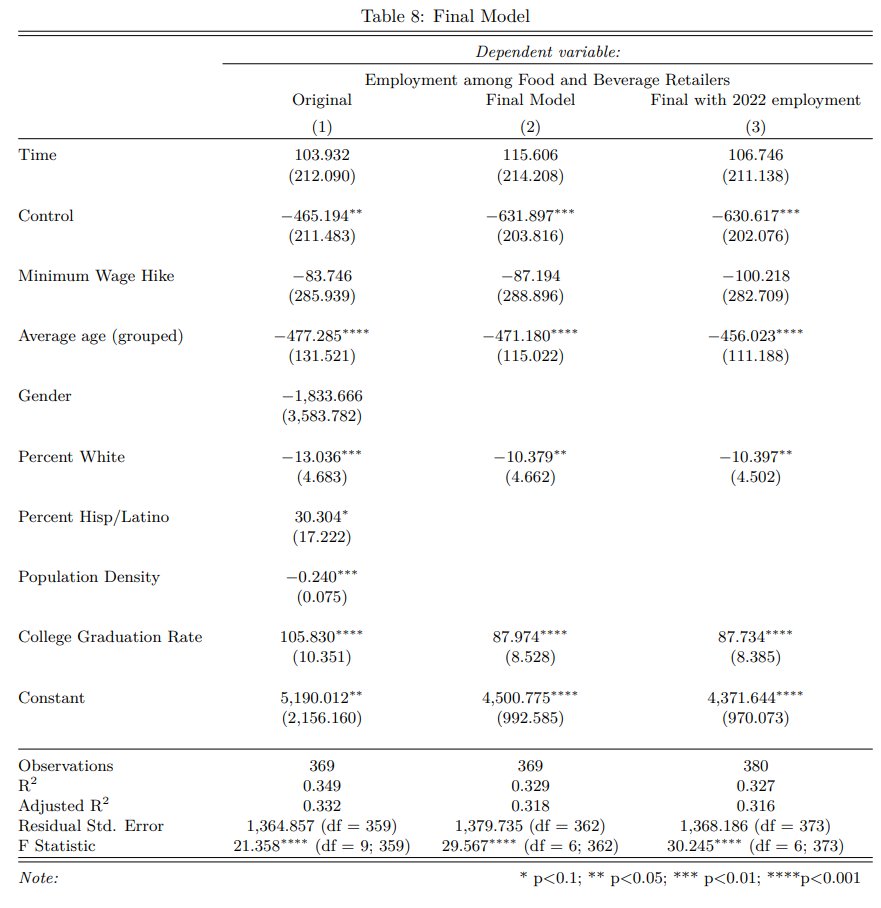 Table 8: Final Model
Dependent variable:
Employment among Food and Beverage Retailers
Original Final Model Final with 2022 employment
(1) (2) (3)
Time 103.932 115.606 106.746
(212.090) (214.208) (211.138)
Control −465.194** −631.897*** −630.617***
(211.483) (203.816) (202.076)
Minimum Wage Hike −83.746 −87.194 −100.218
(285.939) (288.896) (282.709)
Average age (grouped) −477.285**** −471.180**** −456.023****
(131.521) (115.022) (111.188)
Gender −1,833.666
(3,583.782)
Percent White −13.036*** −10.379** −10.397**
(4.683) (4.662) (4.502)
Percent Hisp/Latino 30.304*
(17.222)
Population Density −0.240***
(0.075)
College Graduation Rate 105.830**** 87.974**** 87.734****
(10.351) (8.528) (8.385)
Constant 5,190.012** 4,500.775**** 4,371.644****
(2,156.160) (992.585) (970.073)
Observations 369 369 380
R² 0.349 0.329 0.327
Adjusted R² 0.332 0.318 0.316
Residual Std. Error 1,364.857 (df = 359) 1,379.735 (df = 362) 1,368.186 (df = 373)
F Statistic 21.358**** (df = 9; 359) 29.567**** (df = 6; 362) 30.245**** (df = 6; 373)
Note: * p<0.1; ** p<0.05; *** p<0.01; ****p<0.001